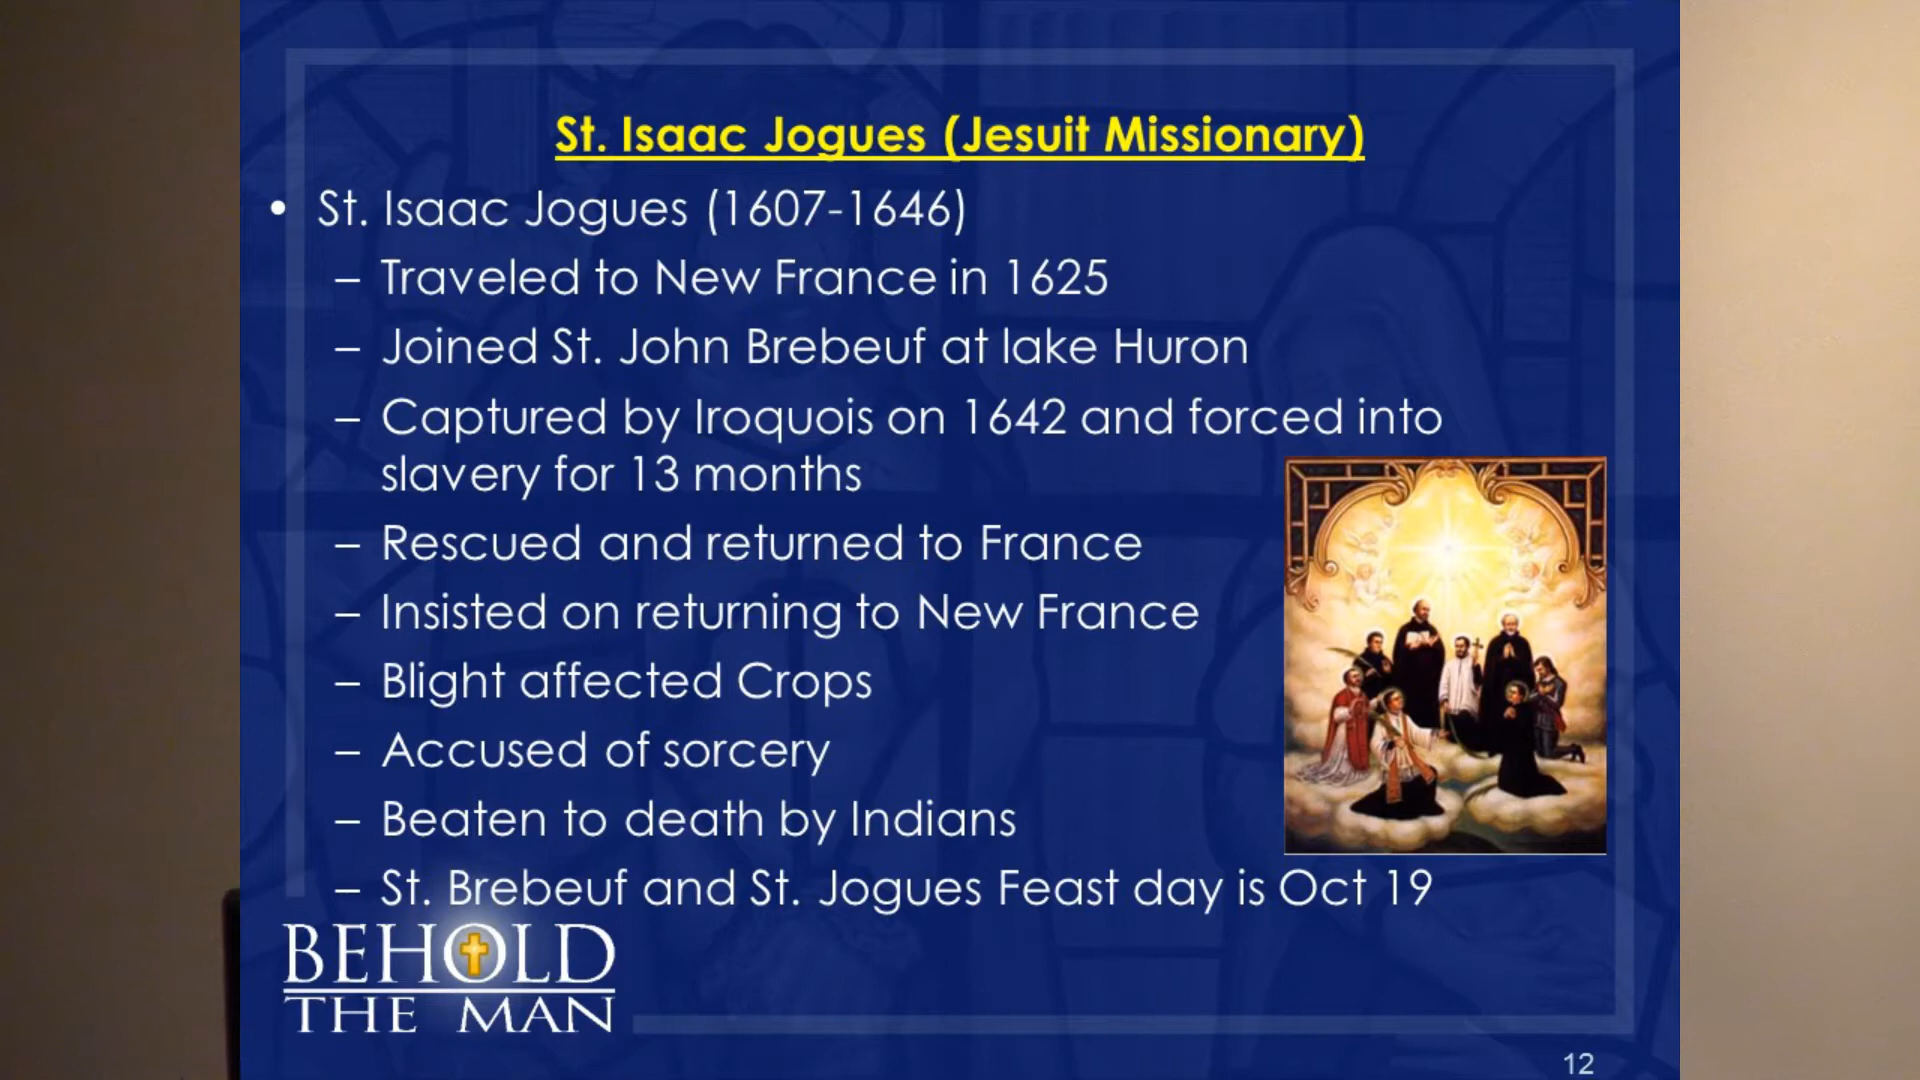 St. Isaac Jogues (Jesuit Missionary)
• St. Isaac Jogues (1607-1646)
– Traveled to New France in 1625
– Joined St. John Brebeuf at lake Huron
– Captured by Iroquois on 1642 and forced into
slavery for 13 months
– Rescued and returned to France
– Insisted on returning to New France
– Blight affected Crops
– Accused of sorcery
– Beaten to death by Indians
– St. Brebeuf and St. Jogues Feast day is Oct 19
BEHOLD
THE MAN
12